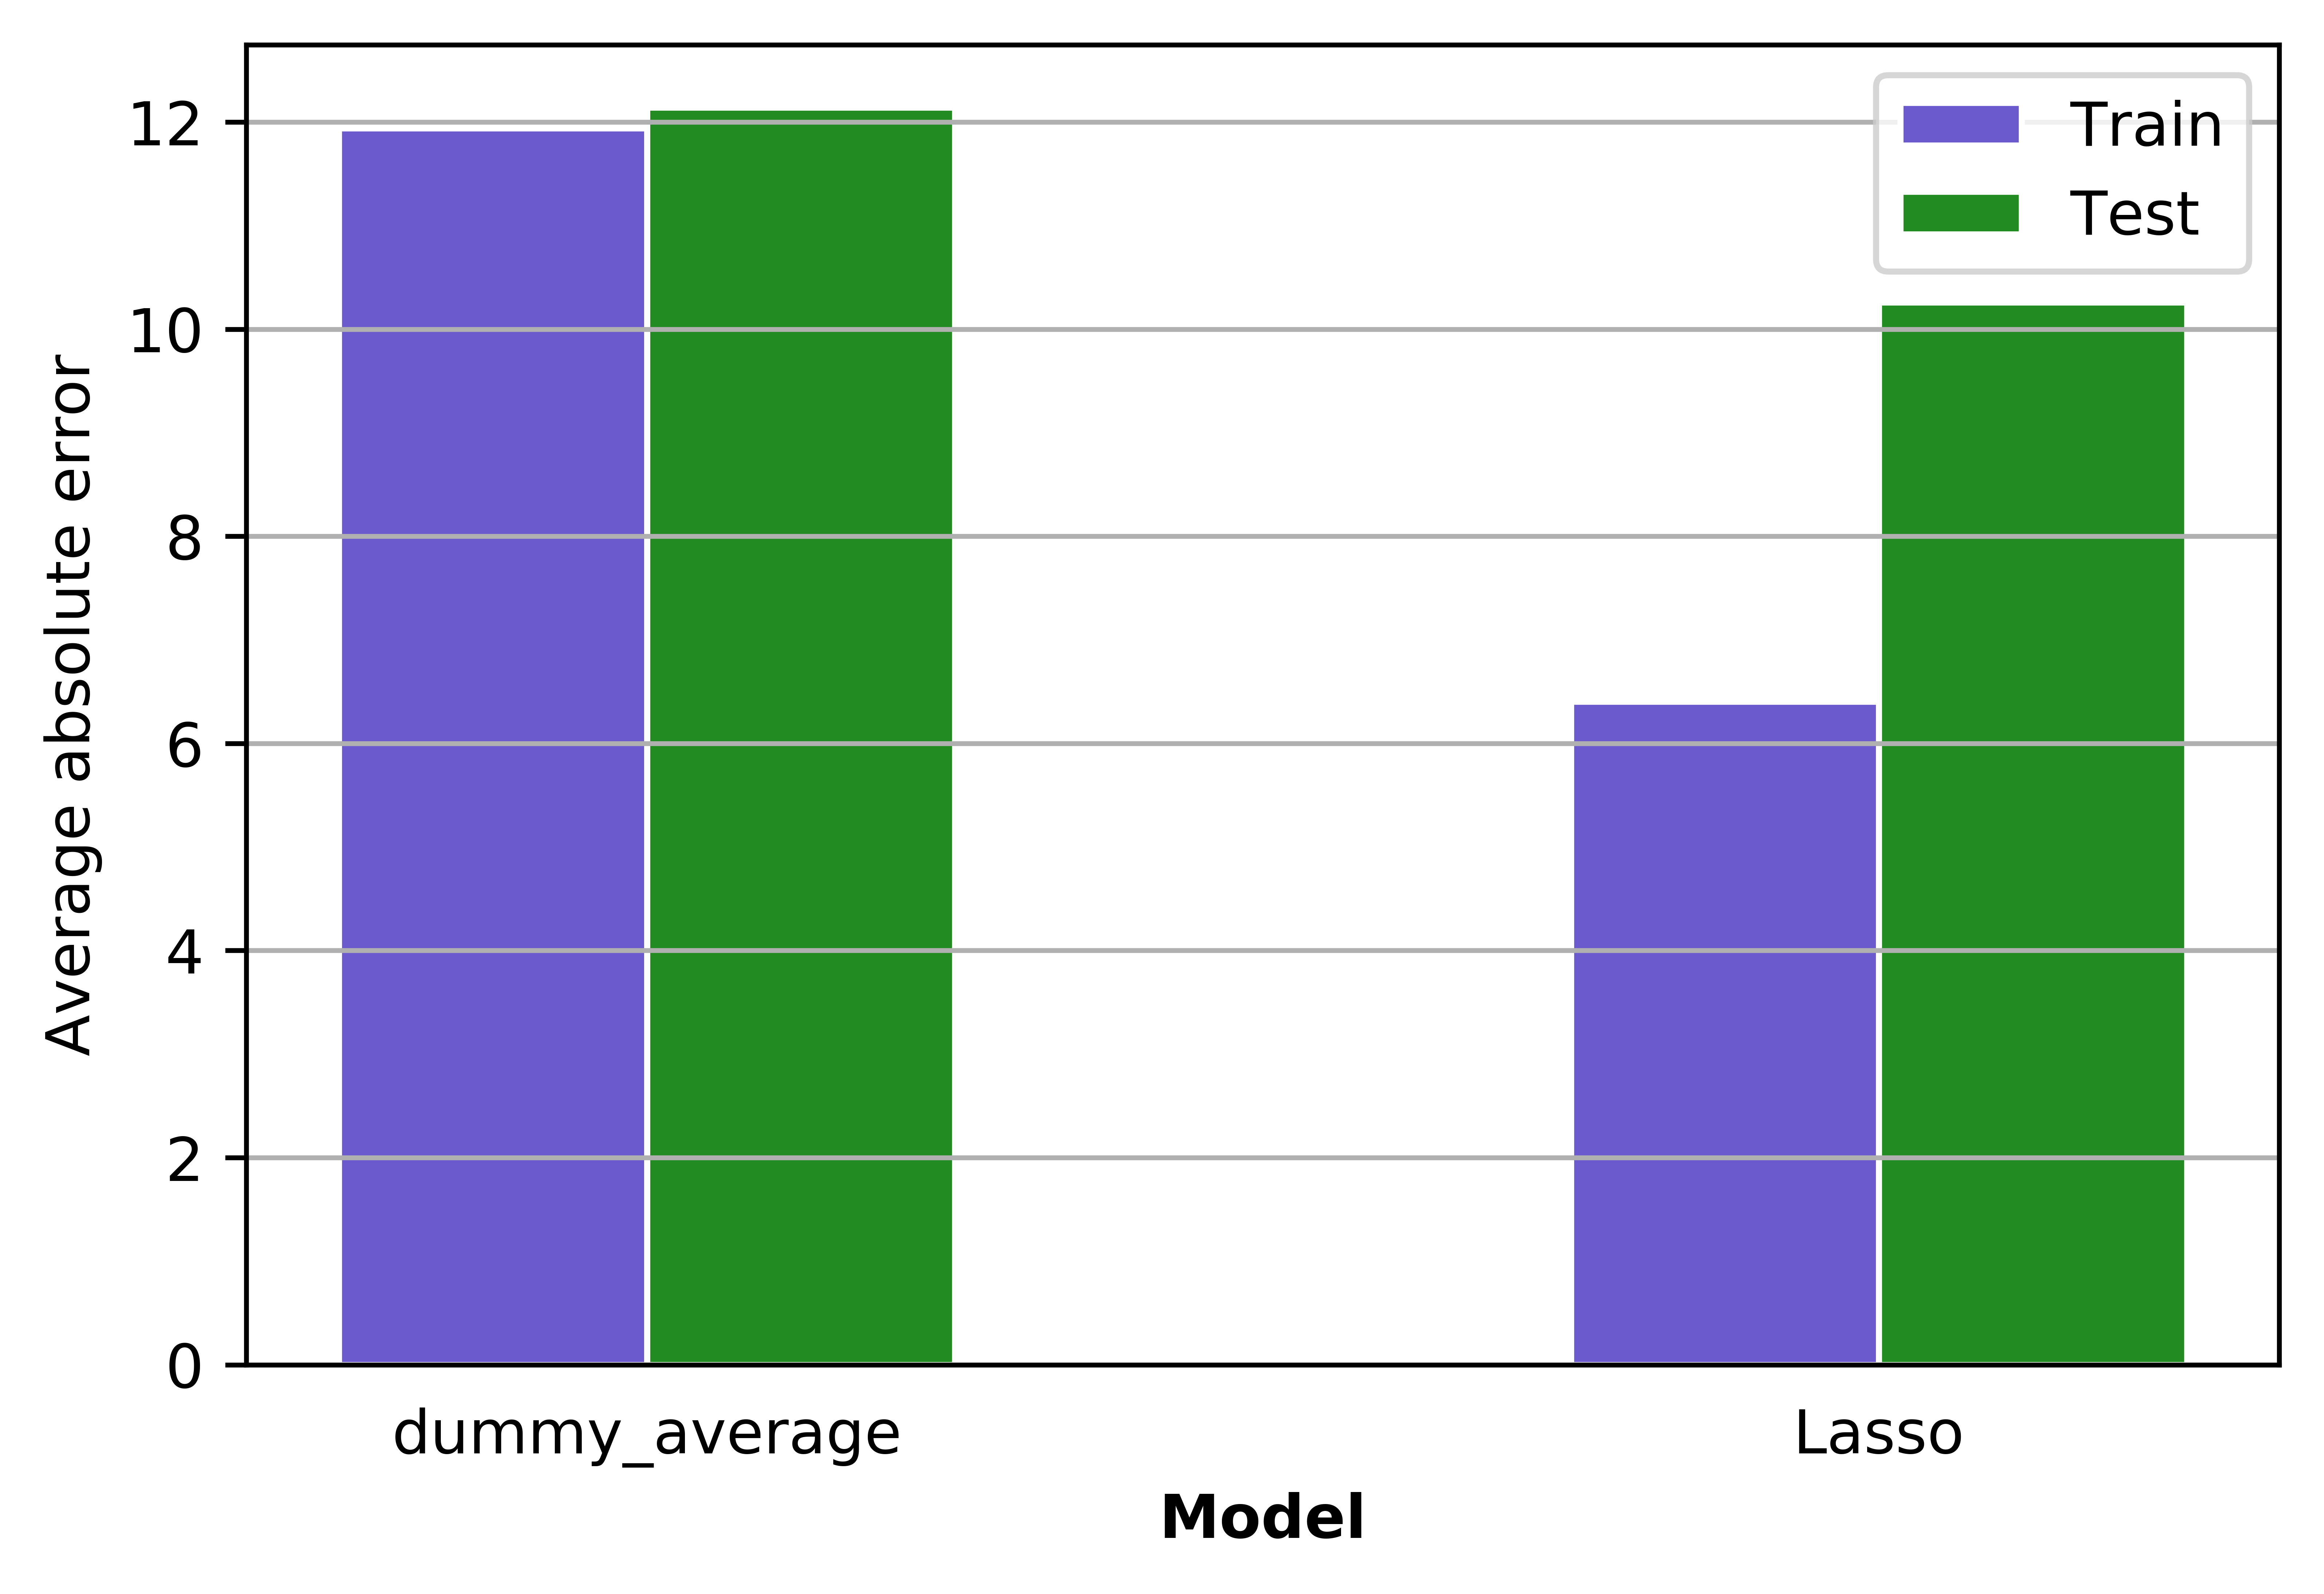 Average absolute error
12
10
8
6
4
2
0
Train
Test
dummy_average
Lasso
Model